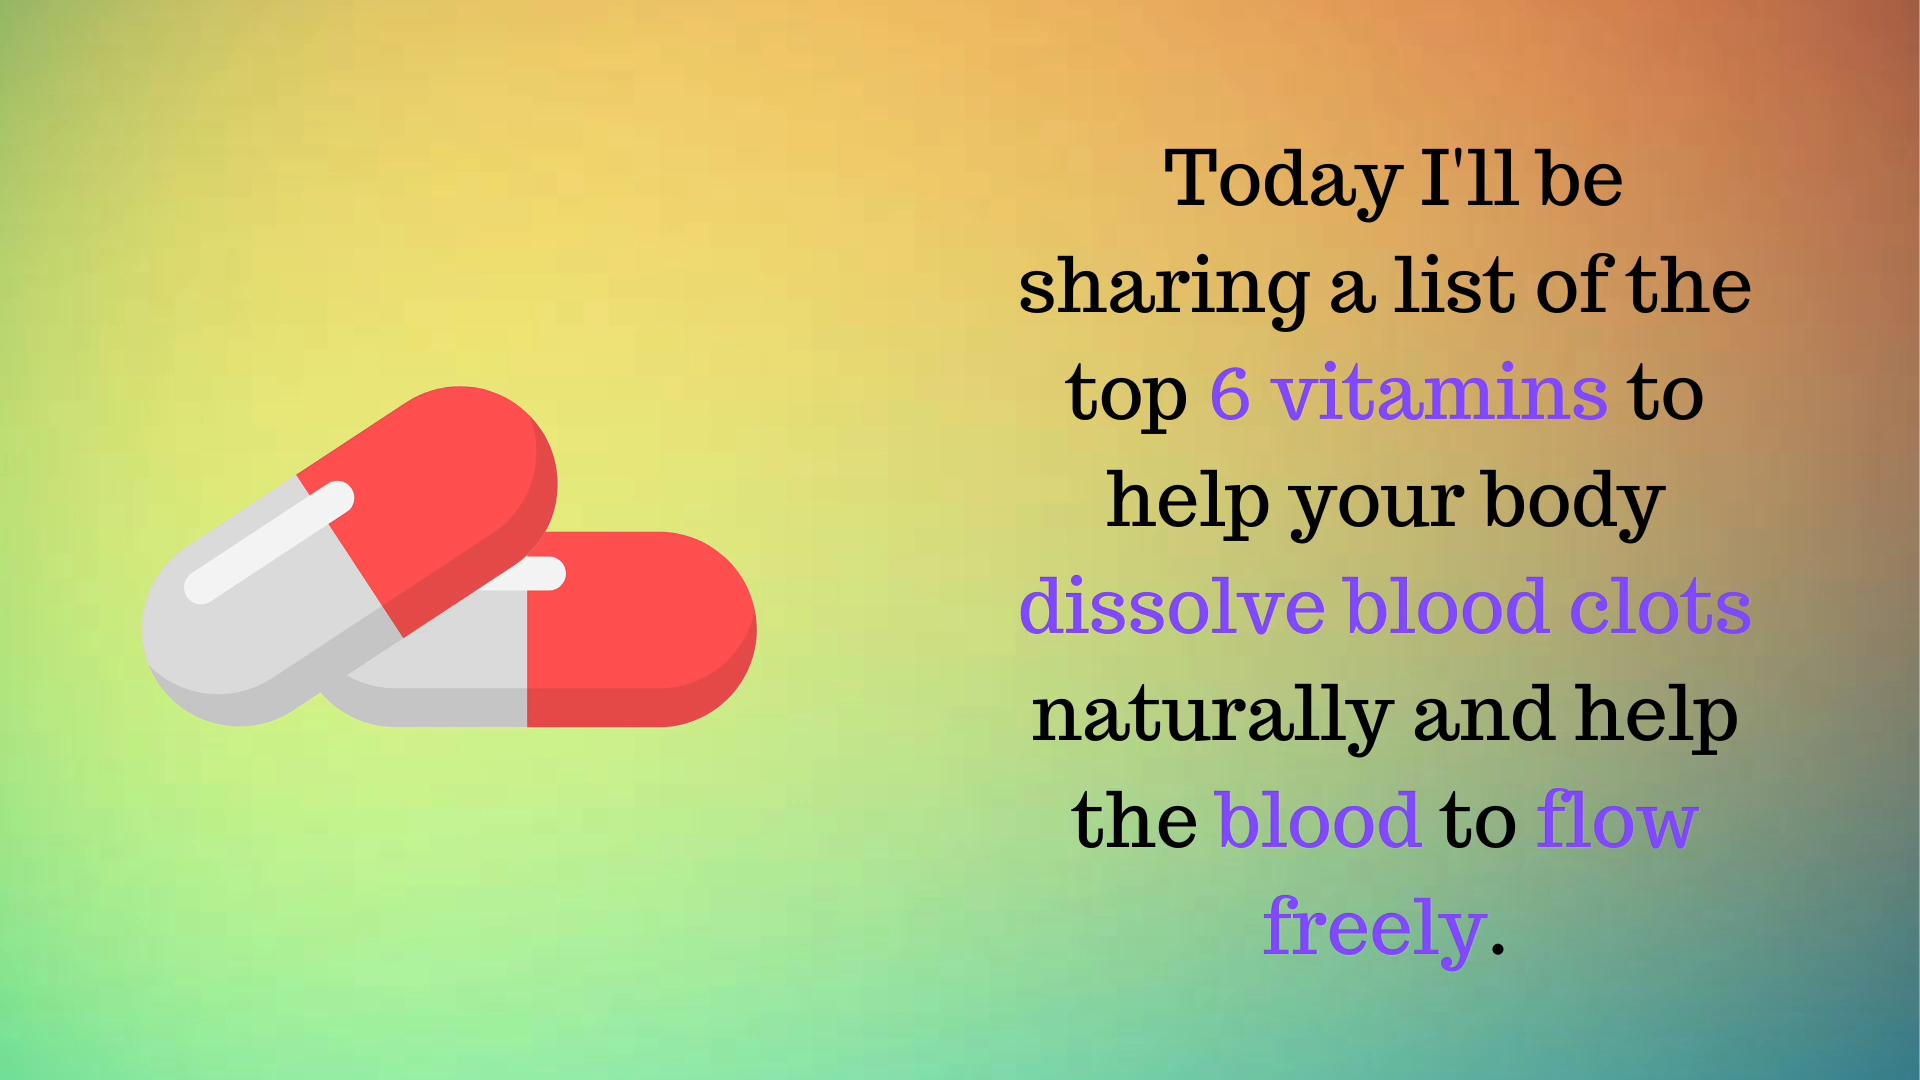 Today I'll be
sharing a list of the
top 6 vitamins to
help your body
dissolve blood clots
naturally and help
the blood to flow
freely.